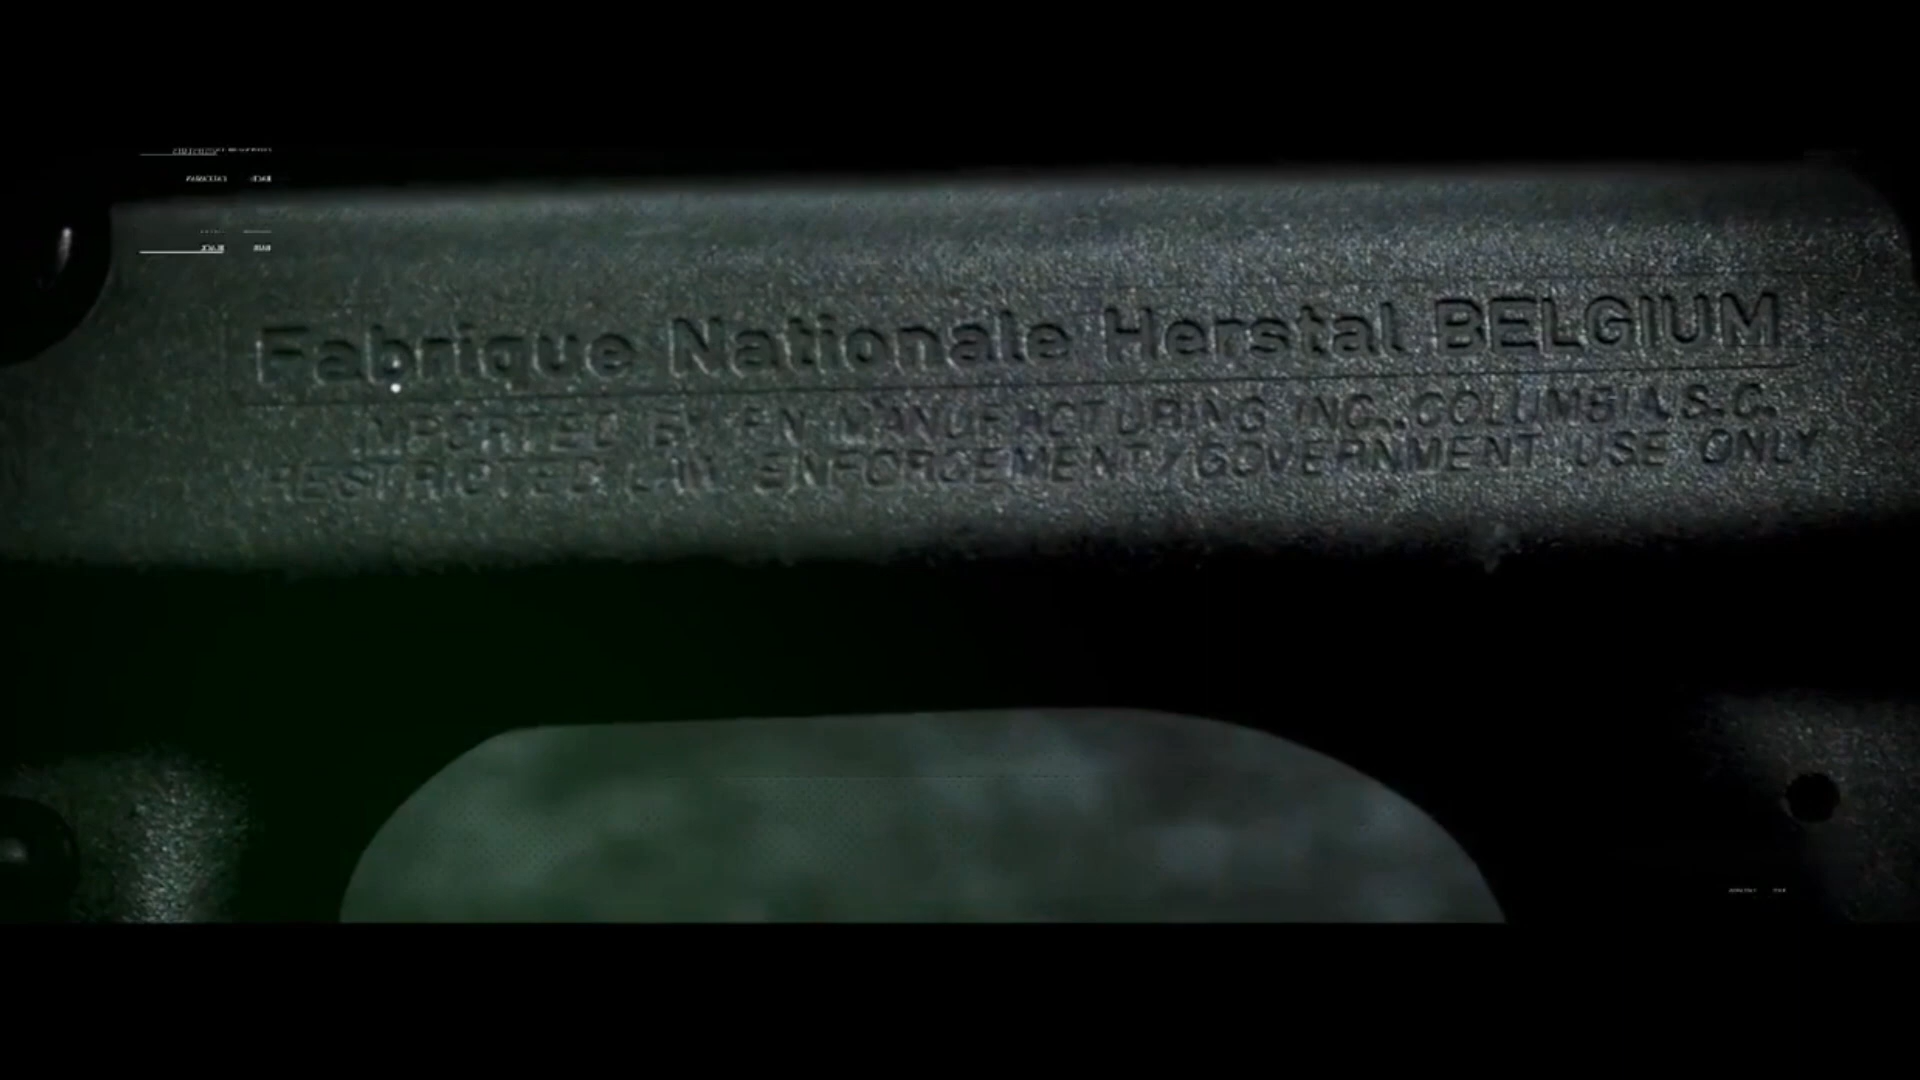 Fabrique Nationale Herstal BELGIUM
IMPORTED BY FN MANUFACTURING INC., COLUMBIA S.C.
RESTRICTED LAW ENFORCEMENT/GOVERNMENT USE ONLY